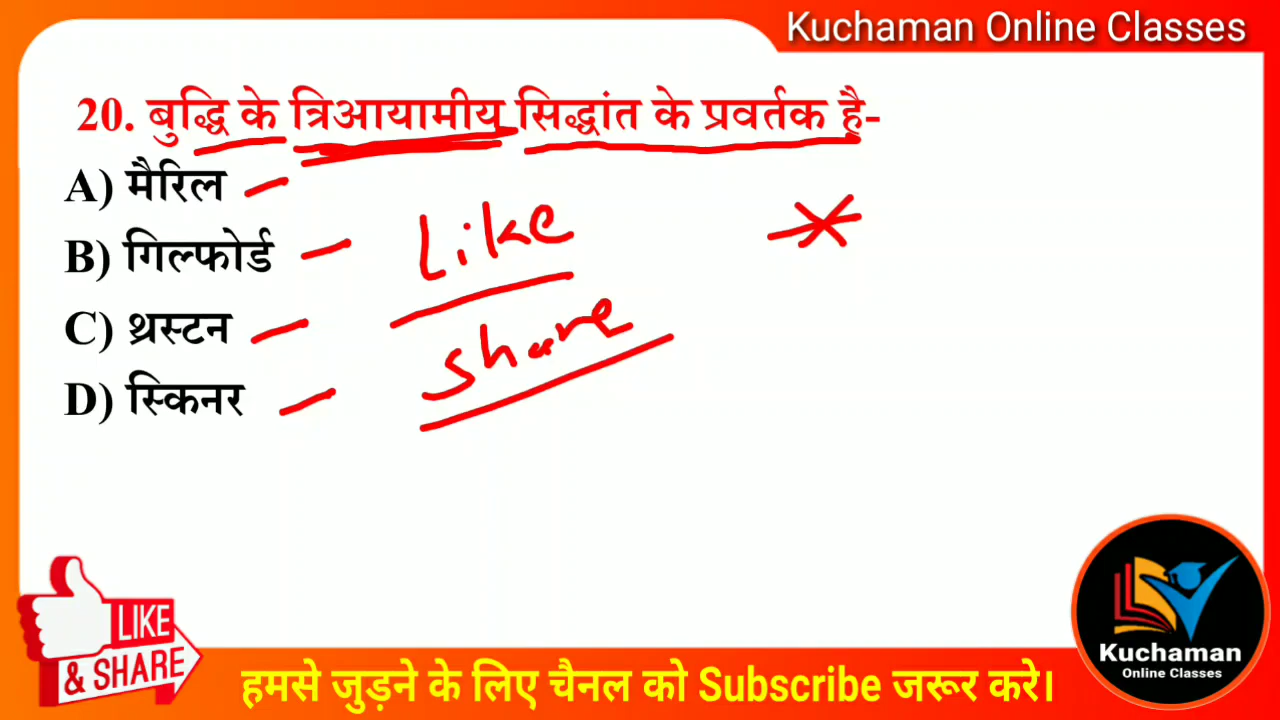 Kuchaman Online Classes
20. बुद्धि के त्रिआयामीय सिद्धांत के प्रवर्तक है-
A) मैरिल
B) गिल्फोर्ड
C) थ्रस्टन
D) स्किनर
Like
Share
LIKE
& SHARE
हमसे जुड़ने के लिए चैनल को Subscribe जरूर करे।
Kuchaman
Online Classes